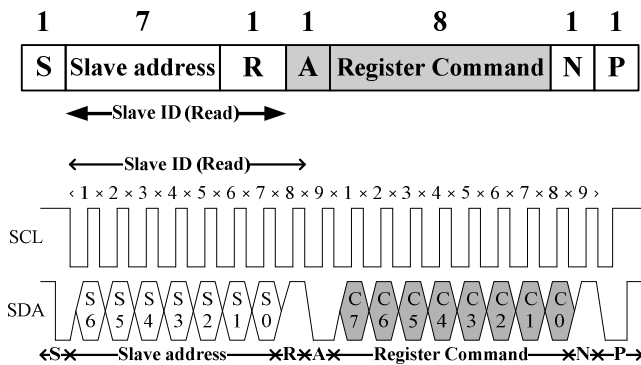 1 7 1 1 8 1 1
S Slave address R A Register Command N P
Slave ID (Read)
Slave ID (Read)
‹ 1 × 2 × 3 × 4 × 5 × 6 × 7 × 8 × 9 × 1 × 2 × 3 × 4 × 5 × 6 × 7 × 8 × 9 ›
SCL
SDA S6 S5 S4 S3 S2 S1 S0 C7 C6 C5 C4 C3 C2 C1 C0
S Slave address R A Register Command N P